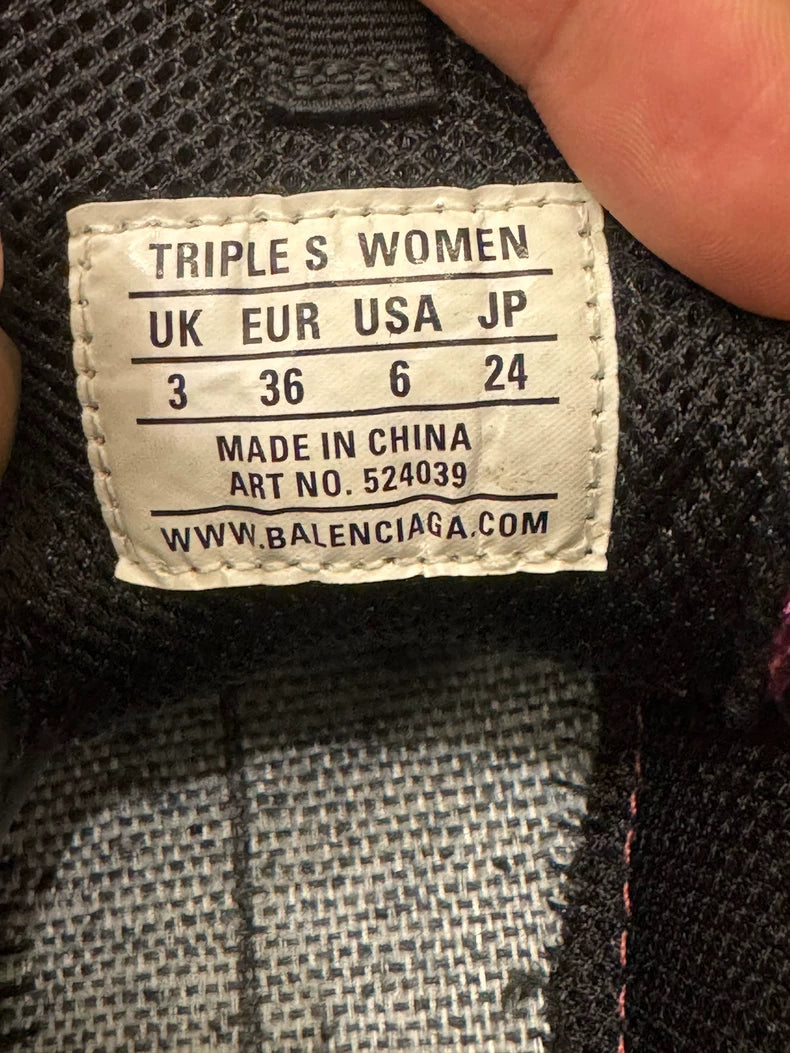 TRIPLE S WOMEN
UK EUR USA JP
3 36 6 24
MADE IN CHINA
ART NO. 524039
WWW.BALENCIAGA.COM